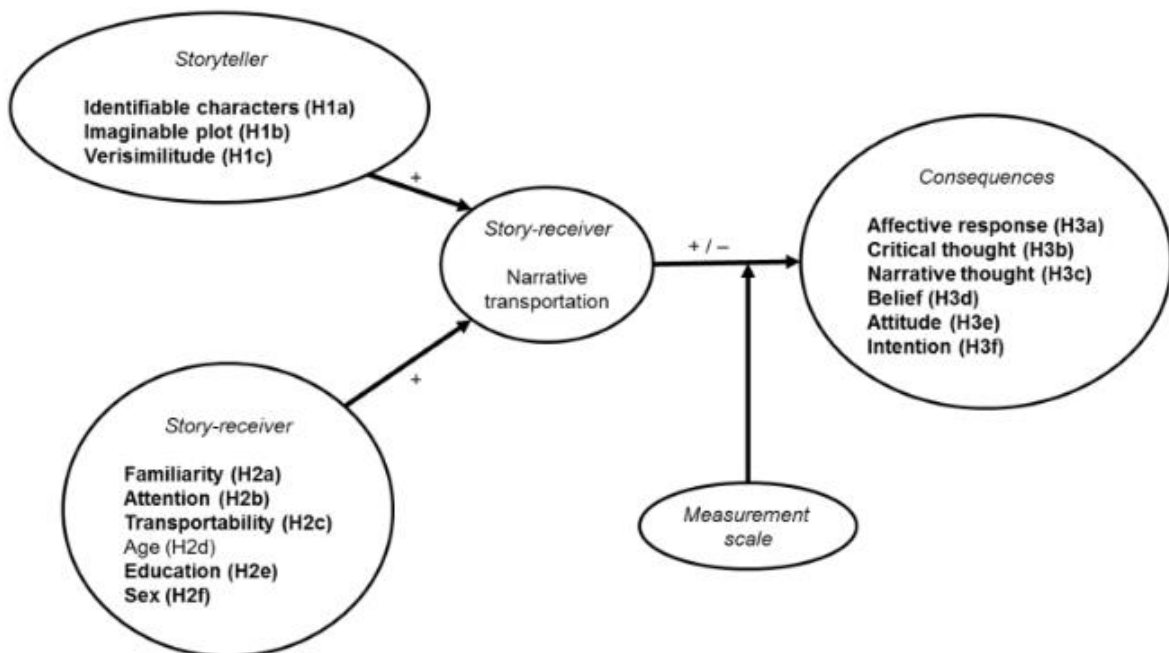 Storyteller
Identifiable characters (H1a)
Imaginable plot (H1b)
Verisimilitude (H1c)
+
Story-receiver
Narrative
transportation
+ / –
Consequences
Affective response (H3a)
Critical thought (H3b)
Narrative thought (H3c)
Belief (H3d)
Attitude (H3e)
Intention (H3f)
+
Story-receiver
Familiarity (H2a)
Attention (H2b)
Transportability (H2c)
Age (H2d)
Education (H2e)
Sex (H2f)
Measurement
scale